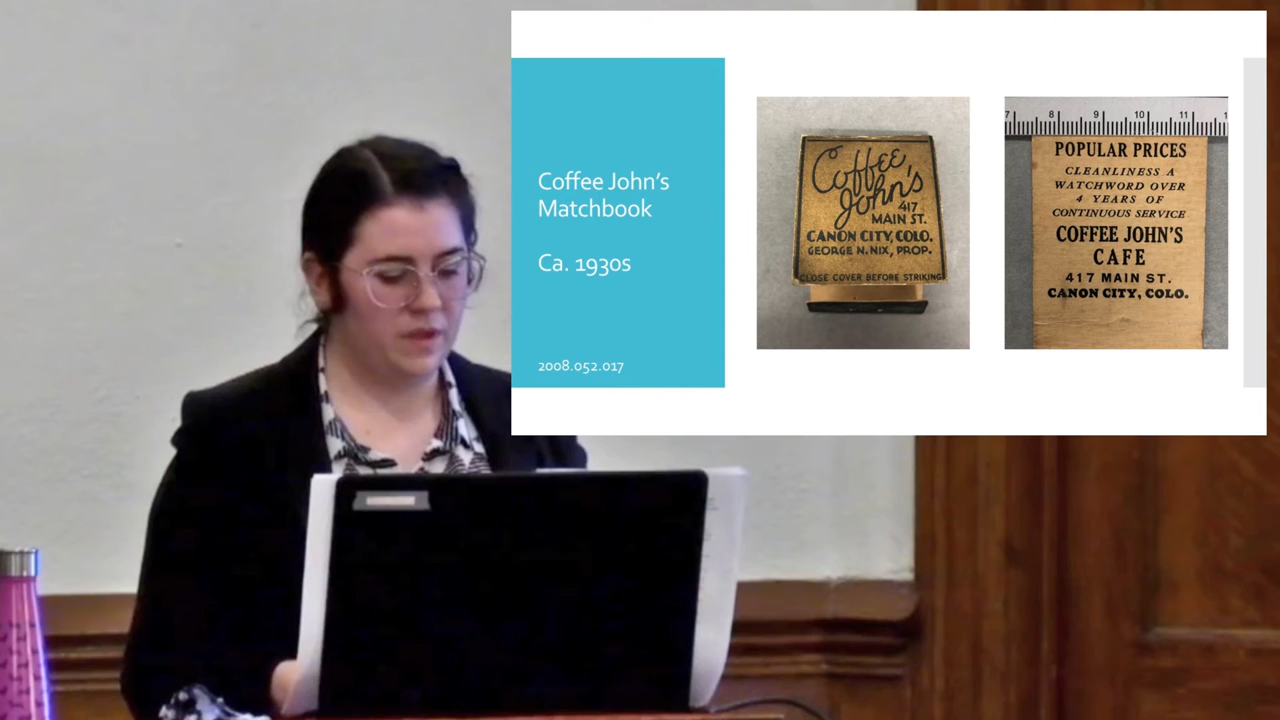 Coffee John's
Matchbook
Ca. 1930s
2008.052.017
Coffee
John's
417
MAIN ST.
CANON CITY, COLO.
GEORGE N. NIX, PROP.
CLOSE COVER BEFORE STRIKING
7 8 9 10 11
POPULAR PRICES
CLEANLINESS A
WATCHWORD OVER
4 YEARS OF
CONTINUOUS SERVICE
COFFEE JOHN'S
CAFE
417 MAIN ST.
CANON CITY, COLO.